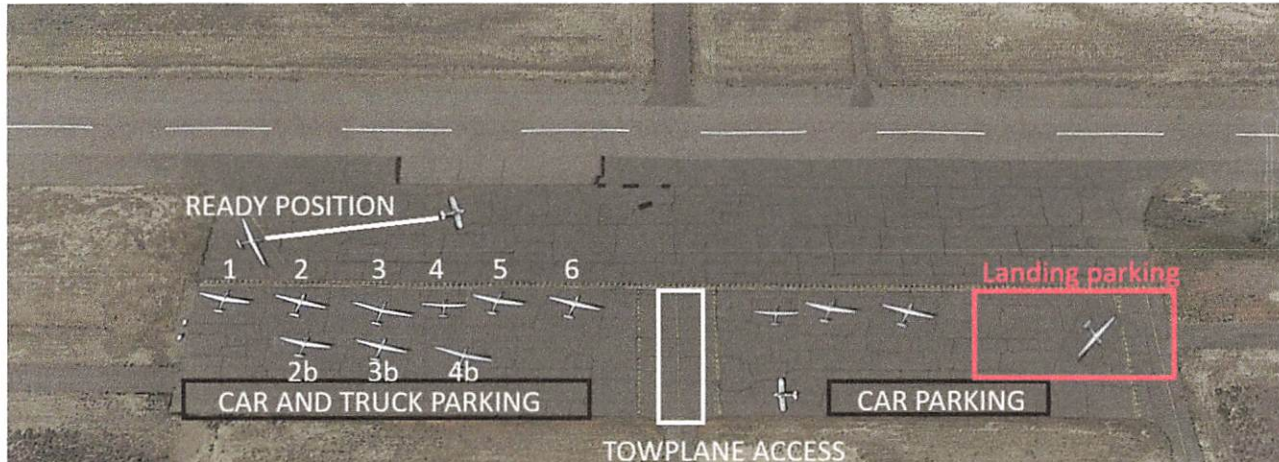 READY POSITION
1 2 3 4 5 6
Landing parking
2b 3b 4b
CAR AND TRUCK PARKING
CAR PARKING
TOWPLANE ACCESS